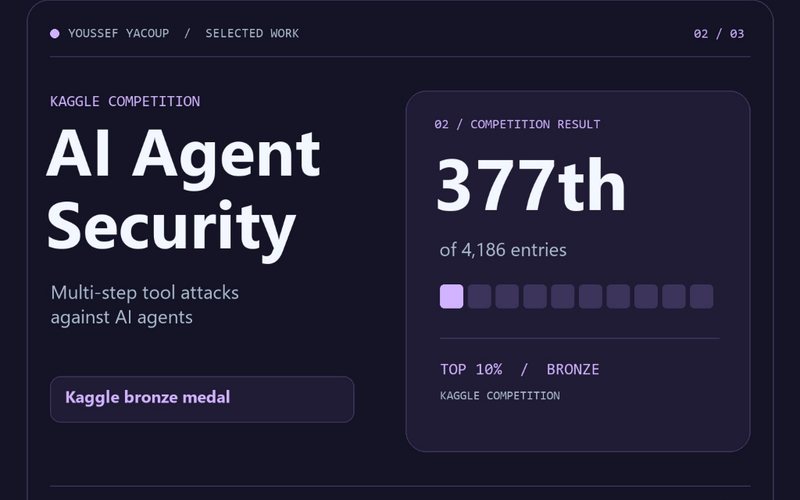 YOUSSEF YACOUP / SELECTED WORK
02 / 03
KAGGLE COMPETITION
AI Agent
Security
Multi-step tool attacks
against AI agents
Kaggle bronze medal
02 / COMPETITION RESULT
377th
of 4,186 entries
TOP 10% / BRONZE
KAGGLE COMPETITION